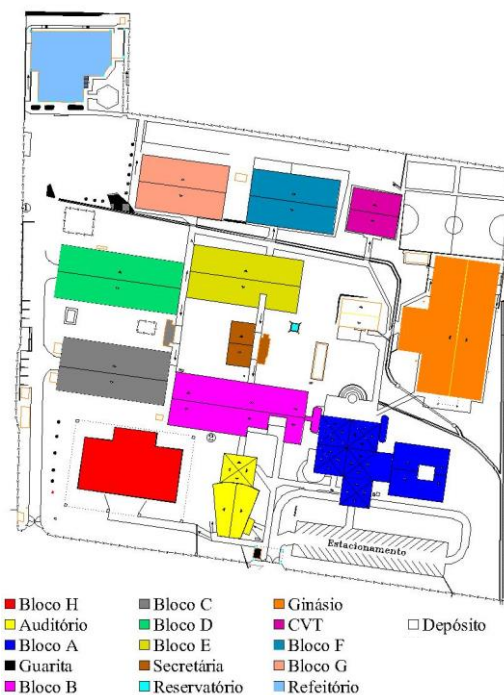 Estacionamento
Bloco H
Bloco C
Ginásio
Auditório
Bloco D
CVT
Depósito
Bloco A
Bloco E
Bloco F
Guarita
Secretária
Bloco G
Bloco B
Reservatório
Refeitório